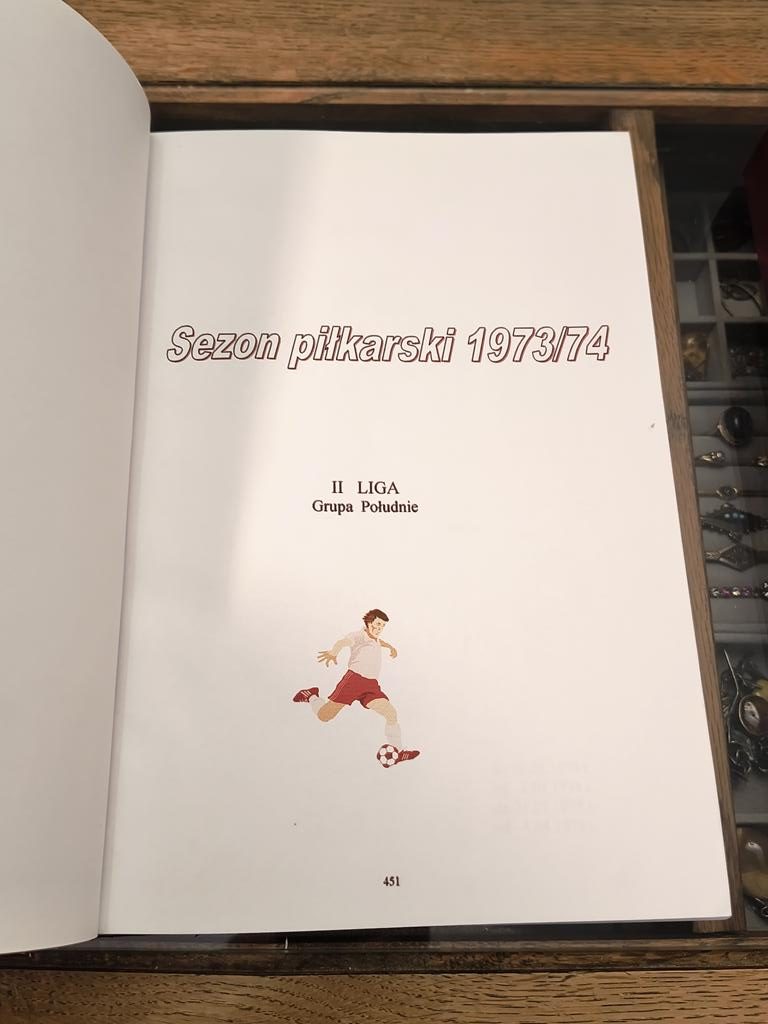 Sezon piłkarski 1973/74
II LIGA
Grupa Południe
451